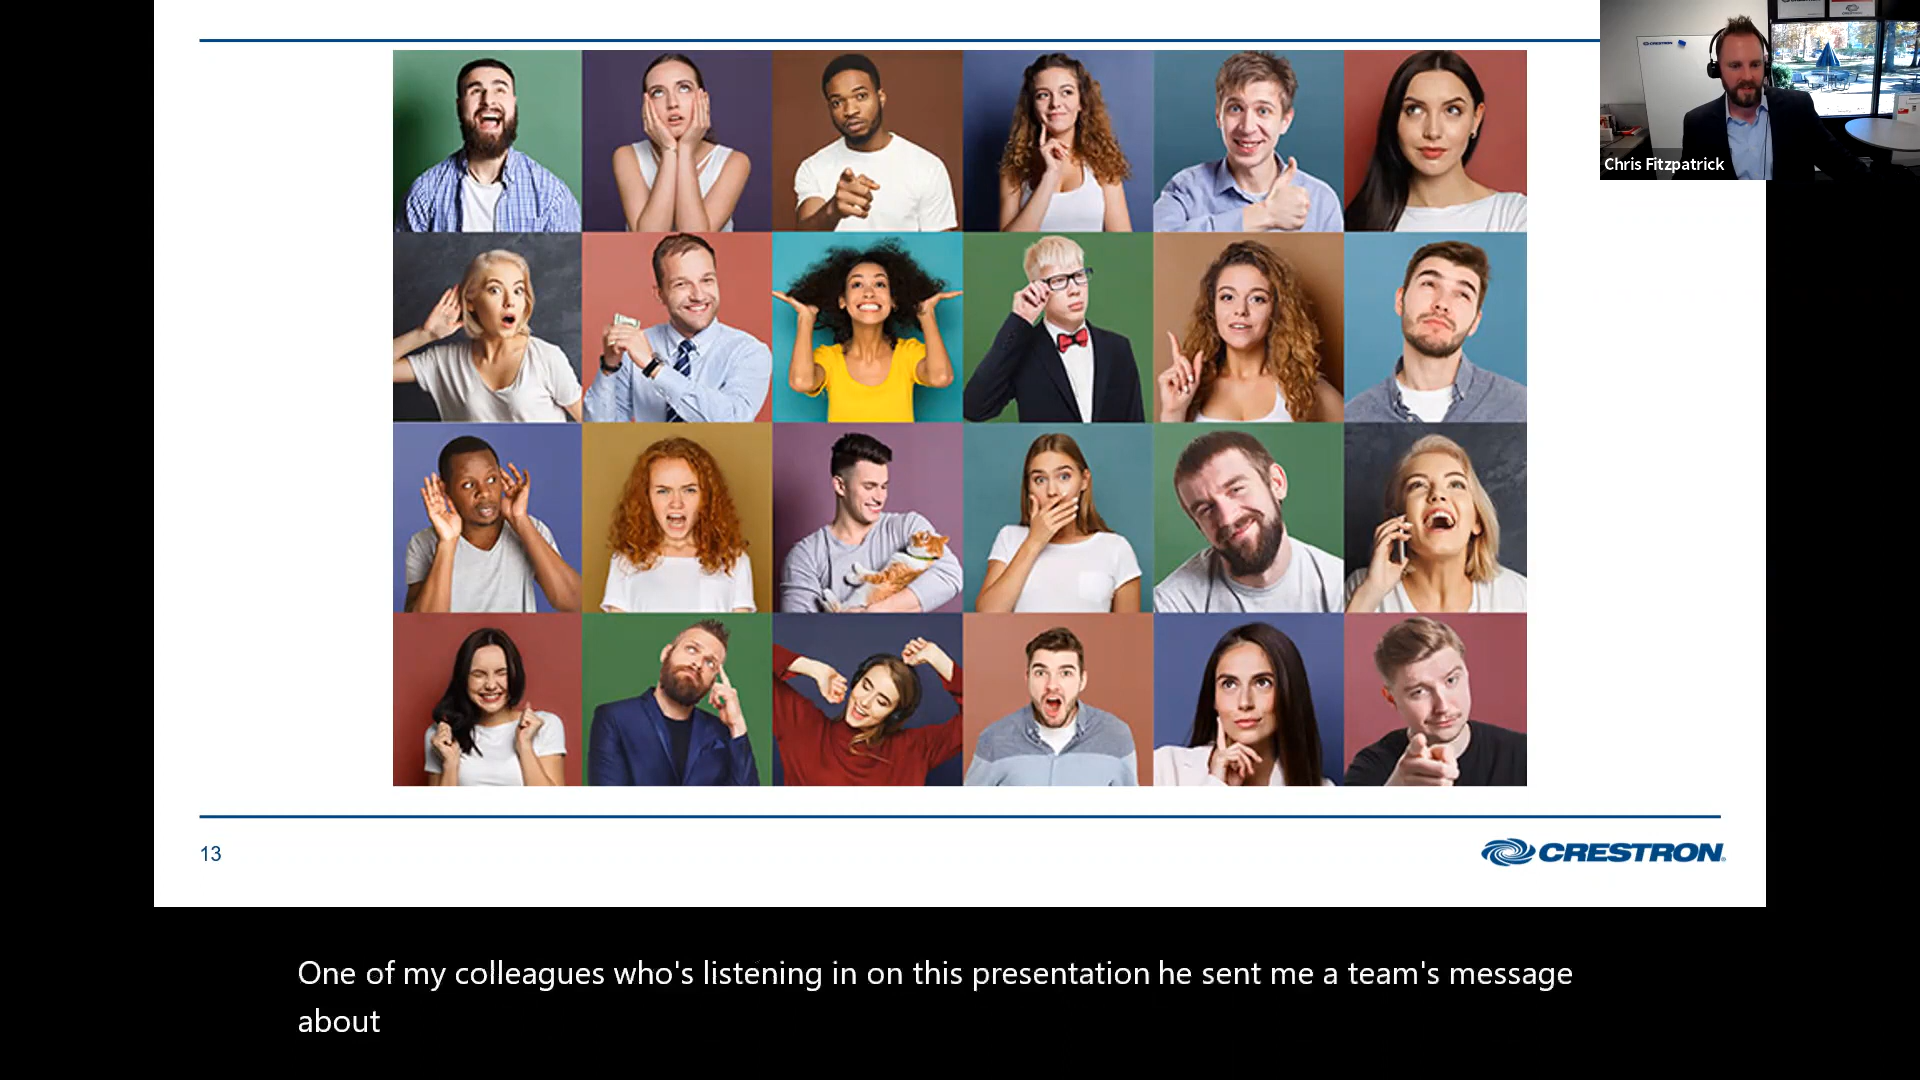 CRESTRON
Chris Fitzpatrick
13
CRESTRON
One of my colleagues who's listening in on this presentation he sent me a team's message
about